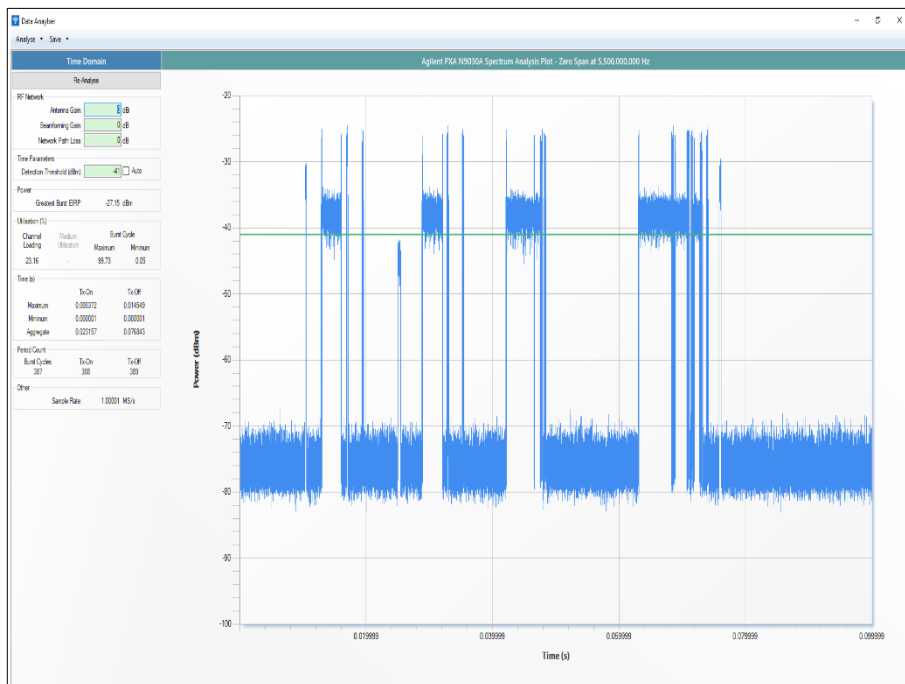 Data Anaylser
Analyse Save
Time Domain
Agilent PXA N9030A Spectrum Analysis Plot - Zero Span at 5,500,000,000 Hz
Re-Analyse
RF Network
Antenna Gain: dBi
Beamforming Gain: 0 dB
Network Path Loss: 0 dB
Time Parameters
Detection Threshold (dBm): -41 Auto
Power
Greatest Burst EIRP: -27.15 dBm
Utilisation (%)
Channel Loading
Medium Utilisation
Burst Cycle
Maximum Minimum
23.16 - 99.73 0.05
Time (s)
Tx-On Tx-Off
Maximum 0.000372 0.014549
Minimum 0.000001 0.000001
Aggregate 0.023157 0.076843
Period Count
Burst Cycles Tx-On Tx-Off
387 388 389
Other
Sample Rate: 1.00001 MS/s
Power (dBm)
-20
-30
-40
-50
-60
-70
-80
-90
-100
0.019999 0.039999 0.059999 0.079999 0.099999
Time (s)